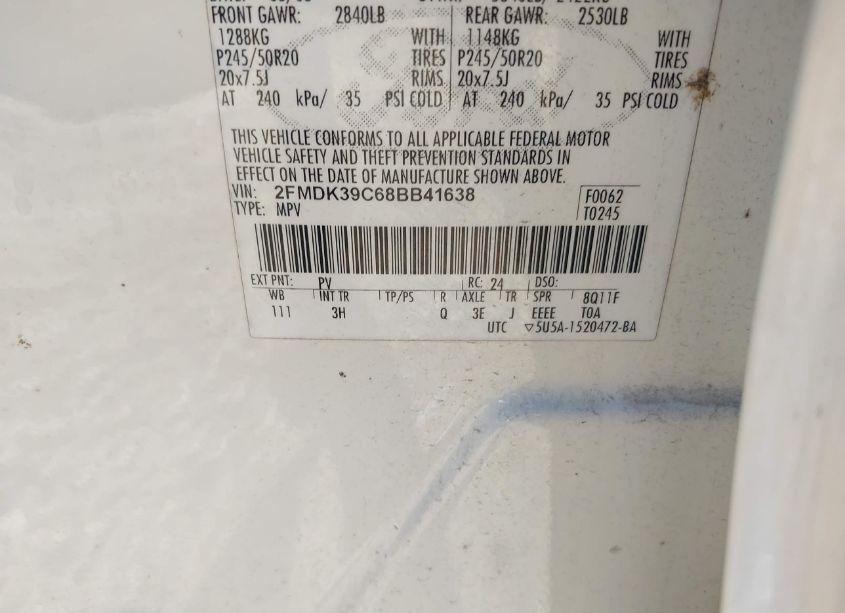 FRONT GAWR: 2840LB REAR GAWR: 2530LB
1288KG WITH 1148KG WITH
P245/50R20 TIRES P245/50R20 TIRES
20x7.5J RIMS 20x7.5J RIMS
AT 240 kPa/ 35 PSI COLD AT 240 kPa/ 35 PSI COLD
THIS VEHICLE CONFORMS TO ALL APPLICABLE FEDERAL MOTOR
VEHICLE SAFETY AND THEFT PREVENTION STANDARDS IN
EFFECT ON THE DATE OF MANUFACTURE SHOWN ABOVE.
VIN: 2FMDK39C68BB41638 F0062
TYPE: MPV T0245
EXT PNT: PV RC: 24 DSO:
WB INT TR TP/PS R AXLE TR SPR 8Q11F
111 3H Q 3E J EEEE TOA
UTC ▽5U5A-1520472-BA